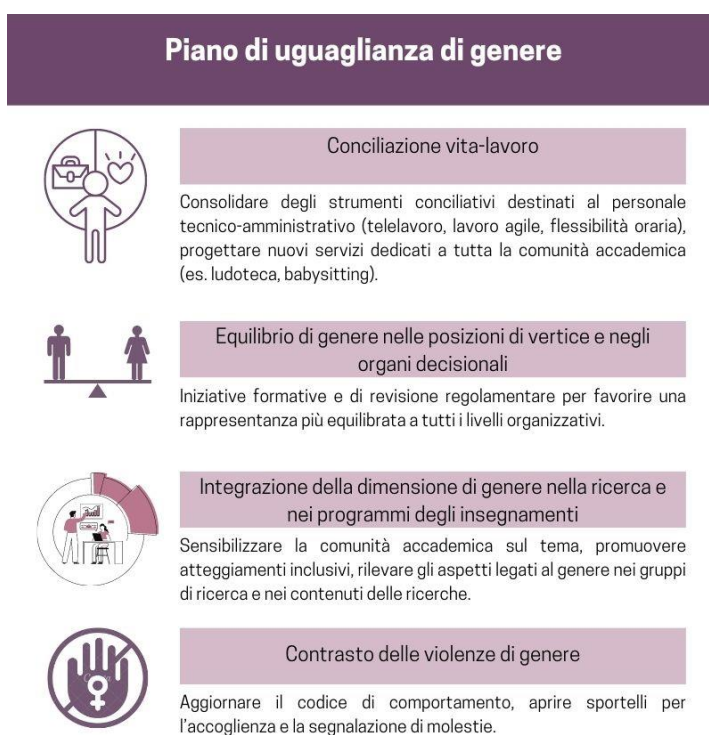 Piano di uguaglianza di genere
Conciliazione vita-lavoro
Consolidare degli strumenti conciliativi destinati al personale
tecnico-amministrativo (telelavoro, lavoro agile, flessibilità oraria),
progettare nuovi servizi dedicati a tutta la comunità accademica
(es. ludoteca, babysitting).
Equilibrio di genere nelle posizioni di vertice e negli
organi decisionali
Iniziative formative e di revisione regolamentare per favorire una
rappresentanza più equilibrata a tutti i livelli organizzativi.
Integrazione della dimensione di genere nella ricerca e
nei programmi degli insegnamenti
Sensibilizzare la comunità accademica sul tema, promuovere
atteggiamenti inclusivi, rilevare gli aspetti legati al genere nei gruppi
di ricerca e nei contenuti delle ricerche.
Contrasto delle violenze di genere
Aggiornare il codice di comportamento, aprire sportelli per
l'accoglienza e la segnalazione di molestie.